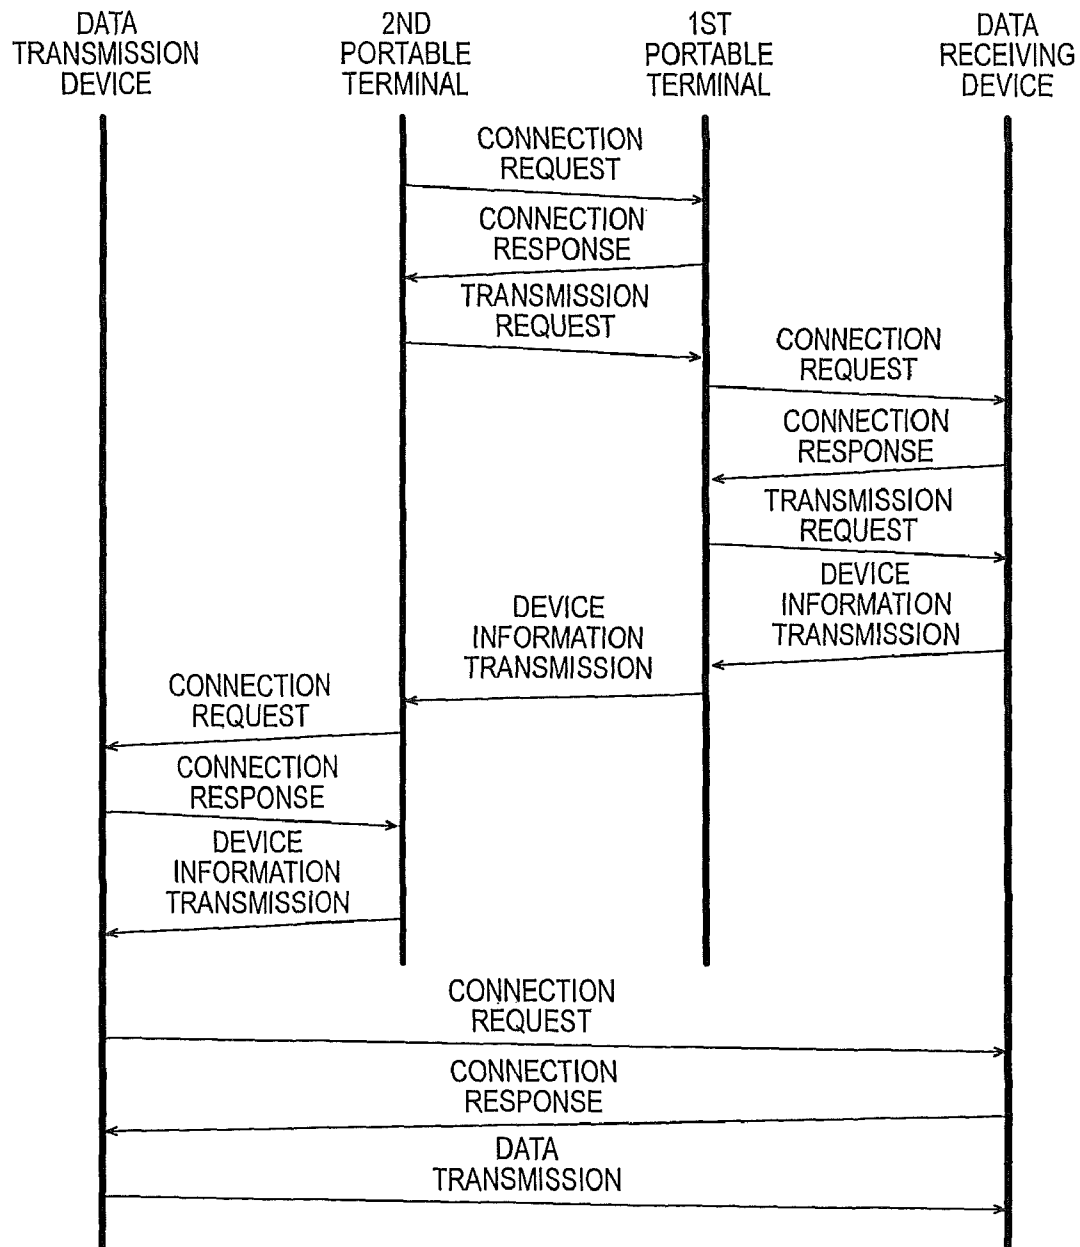 DATA
TRANSMISSION
DEVICE
2ND
PORTABLE
TERMINAL
1ST
PORTABLE
TERMINAL
DATA
RECEIVING
DEVICE
CONNECTION
REQUEST
CONNECTION
RESPONSE
TRANSMISSION
REQUEST
CONNECTION
REQUEST
CONNECTION
RESPONSE
TRANSMISSION
REQUEST
DEVICE
INFORMATION
TRANSMISSION
DEVICE
INFORMATION
TRANSMISSION
CONNECTION
REQUEST
CONNECTION
RESPONSE
DEVICE
INFORMATION
TRANSMISSION
CONNECTION
REQUEST
CONNECTION
RESPONSE
DATA
TRANSMISSION